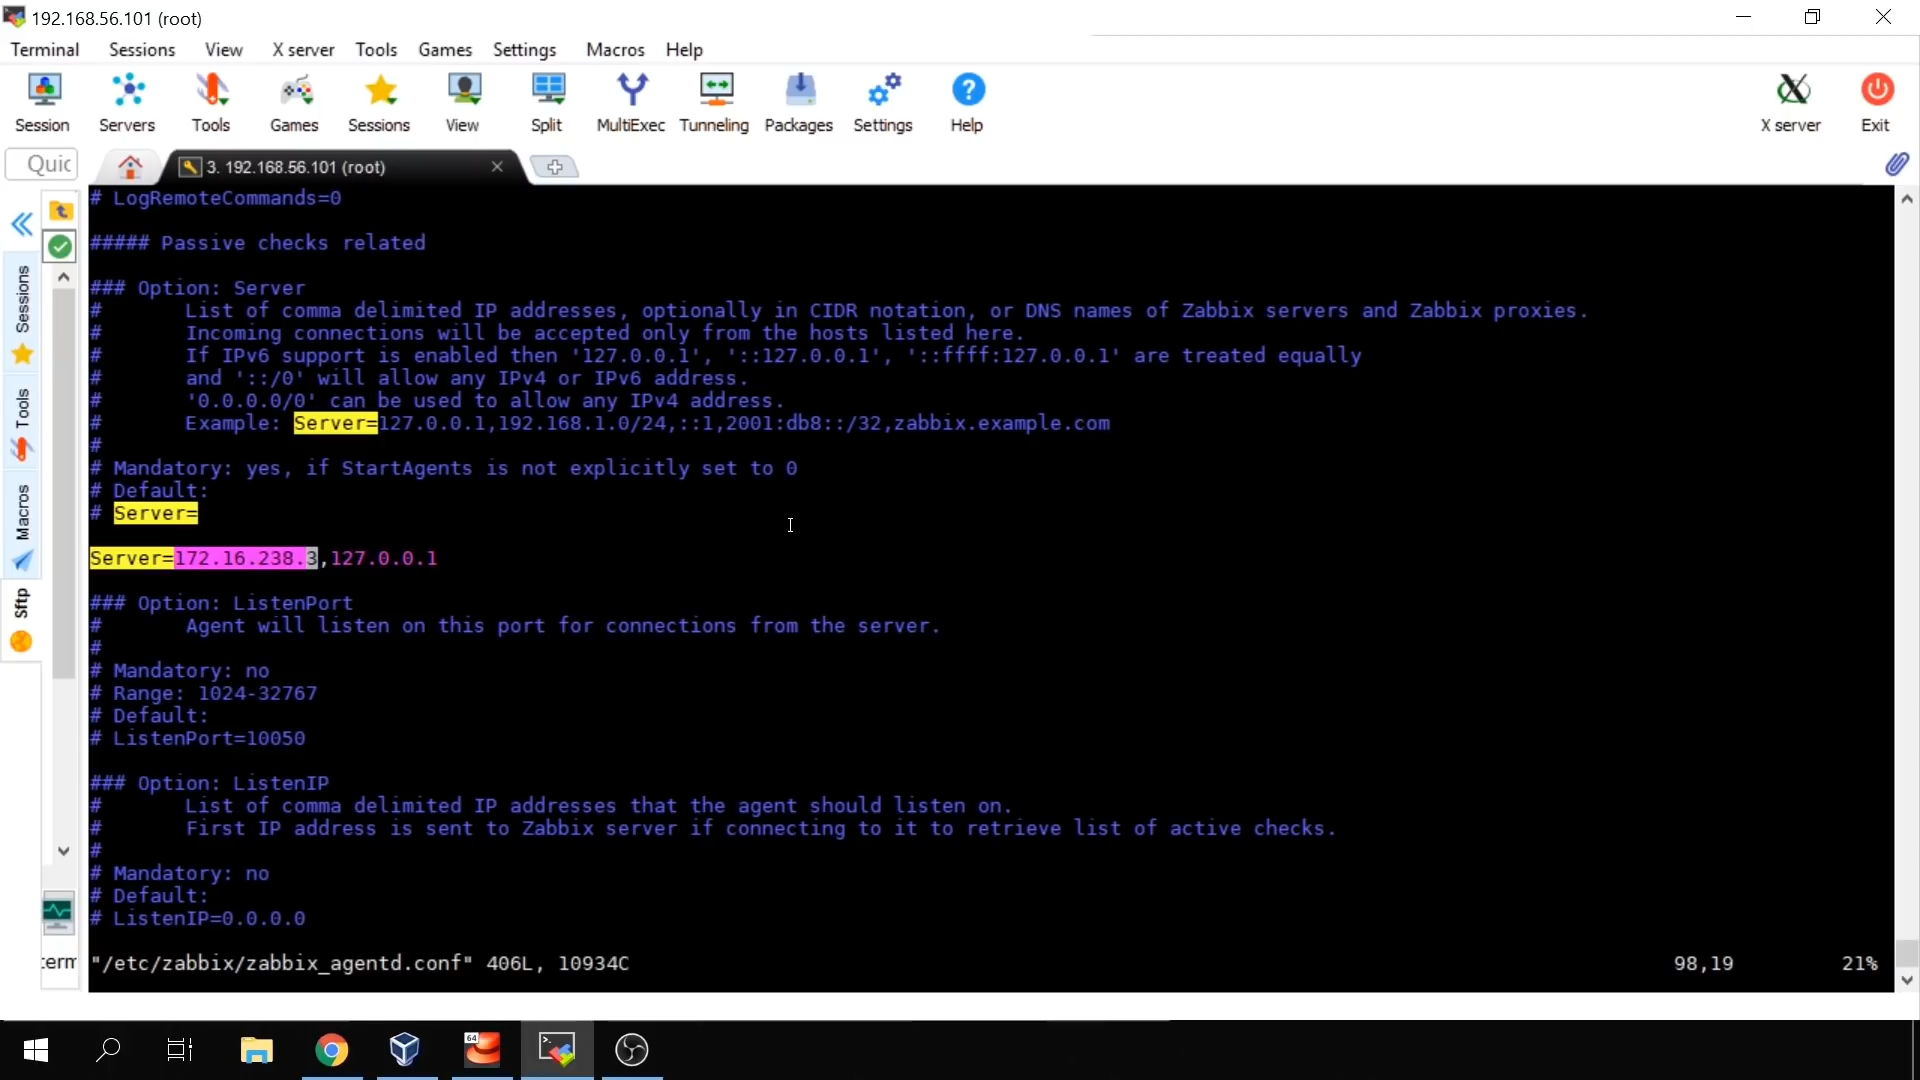 192.168.56.101 (root)
Terminal Sessions View X server Tools Games Settings Macros Help
Session Servers Tools Games Sessions View Split MultiExec Tunneling Packages Settings Help X server Exit
Quic
3. 192.168.56.101 (root)
Sessions
Tools
Macros
Sftp
# LogRemoteCommands=0
##### Passive checks related
### Option: Server
# List of comma delimited IP addresses, optionally in CIDR notation, or DNS names of Zabbix servers and Zabbix proxies.
# Incoming connections will be accepted only from the hosts listed here.
# If IPv6 support is enabled then '127.0.0.1', '::127.0.0.1', '::ffff:127.0.0.1' are treated equally
# and '::/0' will allow any IPv4 or IPv6 address.
# '0.0.0.0/0' can be used to allow any IPv4 address.
# Example: Server=127.0.0.1,192.168.1.0/24,::1,2001:db8::/32,zabbix.example.com
#
# Mandatory: yes, if StartAgents is not explicitly set to 0
# Default:
# Server=
Server=172.16.238.3,127.0.0.1
### Option: ListenPort
# Agent will listen on this port for connections from the server.
#
# Mandatory: no
# Range: 1024-32767
# Default:
# ListenPort=10050
### Option: ListenIP
# List of comma delimited IP addresses that the agent should listen on.
# First IP address is sent to Zabbix server if connecting to it to retrieve list of active checks.
#
# Mandatory: no
# Default:
# ListenIP=0.0.0.0
term
"/etc/zabbix/zabbix_agentd.conf" 406L, 10934C 98,19 21%
64